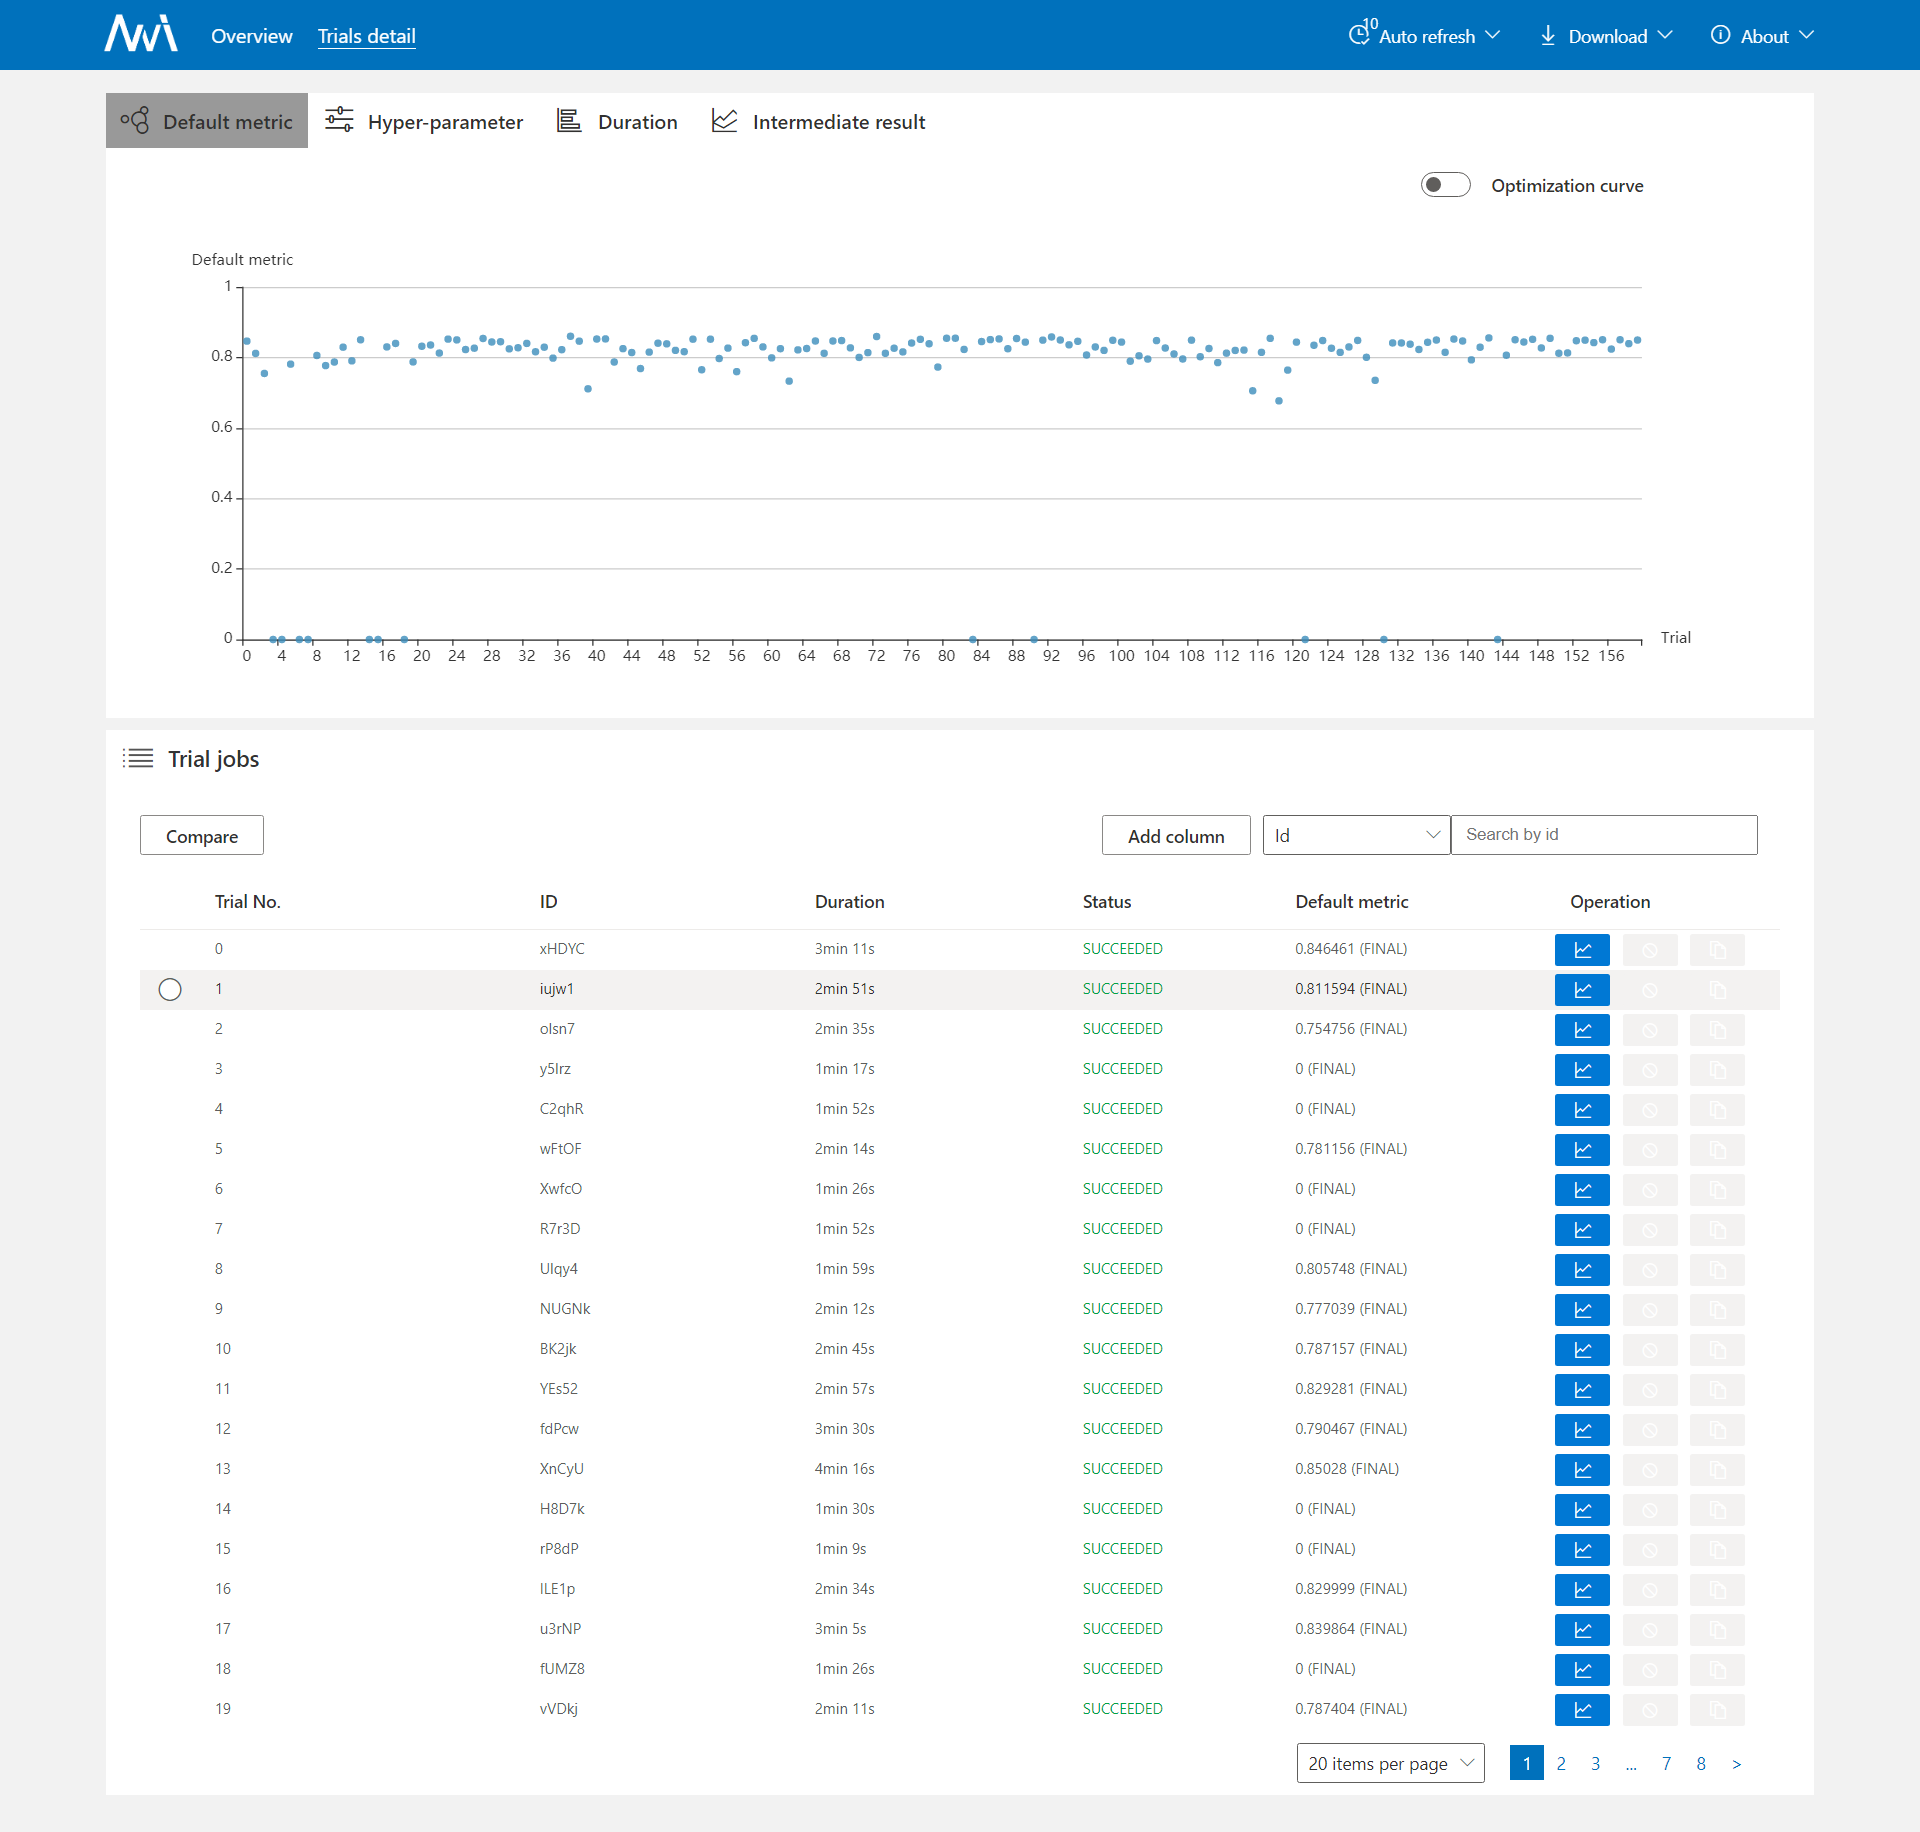 Overview Trials detail 10 Auto refresh Download About
Default metric Hyper-parameter Duration Intermediate result
Optimization curve
Default metric
1
0.8
0.6
0.4
0.2
0
Trial
0 4 8 12 16 20 24 28 32 36 40 44 48 52 56 60 64 68 72 76 80 84 88 92 96 100 104 108 112 116 120 124 128 132 136 140 144 148 152 156
Trial jobs
Compare Add column Id Search by id
Trial No. ID Duration Status Default metric Operation
0 xHDYC 3min 11s SUCCEEDED 0.846461 (FINAL)
1 iujw1 2min 51s SUCCEEDED 0.811594 (FINAL)
2 olsn7 2min 35s SUCCEEDED 0.754756 (FINAL)
3 y5Irz 1min 17s SUCCEEDED 0 (FINAL)
4 C2qhR 1min 52s SUCCEEDED 0 (FINAL)
5 wFtOF 2min 14s SUCCEEDED 0.781156 (FINAL)
6 XwfcO 1min 26s SUCCEEDED 0 (FINAL)
7 R7r3D 1min 52s SUCCEEDED 0 (FINAL)
8 UIqy4 1min 59s SUCCEEDED 0.805748 (FINAL)
9 NUGNk 2min 12s SUCCEEDED 0.777039 (FINAL)
10 BK2jk 2min 45s SUCCEEDED 0.787157 (FINAL)
11 YEs52 2min 57s SUCCEEDED 0.829281 (FINAL)
12 fdPcw 3min 30s SUCCEEDED 0.790467 (FINAL)
13 XnCyU 4min 16s SUCCEEDED 0.85028 (FINAL)
14 H8D7k 1min 30s SUCCEEDED 0 (FINAL)
15 rP8dP 1min 9s SUCCEEDED 0 (FINAL)
16 ILE1p 2min 34s SUCCEEDED 0.829999 (FINAL)
17 u3rNP 3min 5s SUCCEEDED 0.839864 (FINAL)
18 fUMZ8 1min 26s SUCCEEDED 0 (FINAL)
19 vVDkj 2min 11s SUCCEEDED 0.787404 (FINAL)
20 items per page 1 2 3 ... 7 8 >